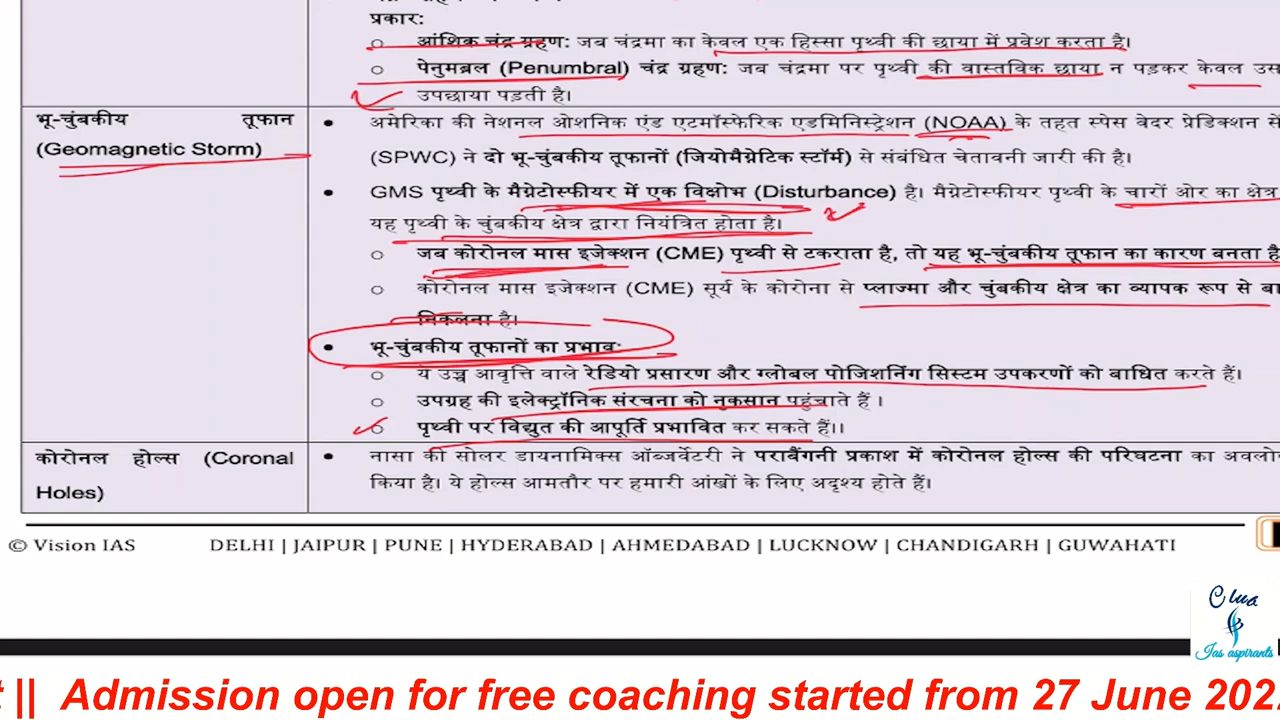 प्रकार:
o आंशिक चंद्र ग्रहण: जब चंद्रमा का केवल एक हिस्सा पृथ्वी की छाया में प्रवेश करता है।
o पेनुमब्रल (Penumbral) चंद्र ग्रहण: जब चंद्रमा पर पृथ्वी की वास्तविक छाया न पड़कर केवल उस
उपछाया पड़ती है।
भू-चुंबकीय तूफान
(Geomagnetic Storm)
• अमेरिका की नेशनल ओशनिक एंड एटमॉस्फेरिक एडमिनिस्ट्रेशन (NOAA) के तहत स्पेस वेदर प्रेडिक्शन से
(SPWC) ने दो भू-चुंबकीय तूफानों (जियोमैग्नेटिक स्टॉर्म) से संबंधित चेतावनी जारी की है।
• GMS पृथ्वी के मैग्नेटोस्फीयर में एक विक्षोभ (Disturbance) है। मैग्नेटोस्फीयर पृथ्वी के चारों ओर का क्षेत्र
यह पृथ्वी के चुंबकीय क्षेत्र द्वारा नियंत्रित होता है।
o जब कोरोनल मास इजेक्शन (CME) पृथ्वी से टकराता है, तो यह भू-चुंबकीय तूफान का कारण बनता है
o कोरोनल मास इजेक्शन (CME) सूर्य के कोरोना से प्लाज्मा और चुंबकीय क्षेत्र का व्यापक रूप से बा
निकलना है।
• भू-चुंबकीय तूफानों का प्रभाव:
o ये उच्च आवृत्ति वाले रेडियो प्रसारण और ग्लोबल पोजिशनिंग सिस्टम उपकरणों को बाधित करते हैं।
o उपग्रह की इलेक्ट्रॉनिक संरचना को नुकसान पहुंचाते हैं ।
o पृथ्वी पर विद्युत की आपूर्ति प्रभावित कर सकते हैं।।
कोरोनल होल्स (Coronal
Holes)
• नासा की सोलर डायनामिक्स ऑब्जर्वेटरी ने पराबैंगनी प्रकाश में कोरोनल होल्स की परिघटना का अवलो
किया है। ये होल्स आमतौर पर हमारी आंखों के लिए अदृश्य होते हैं।
© Vision IAS DELHI | JAIPUR | PUNE | HYDERABAD | AHMEDABAD | LUCKNOW | CHANDIGARH | GUWAHATI
Clua
Ias aspirants
t || Admission open for free coaching started from 27 June 202